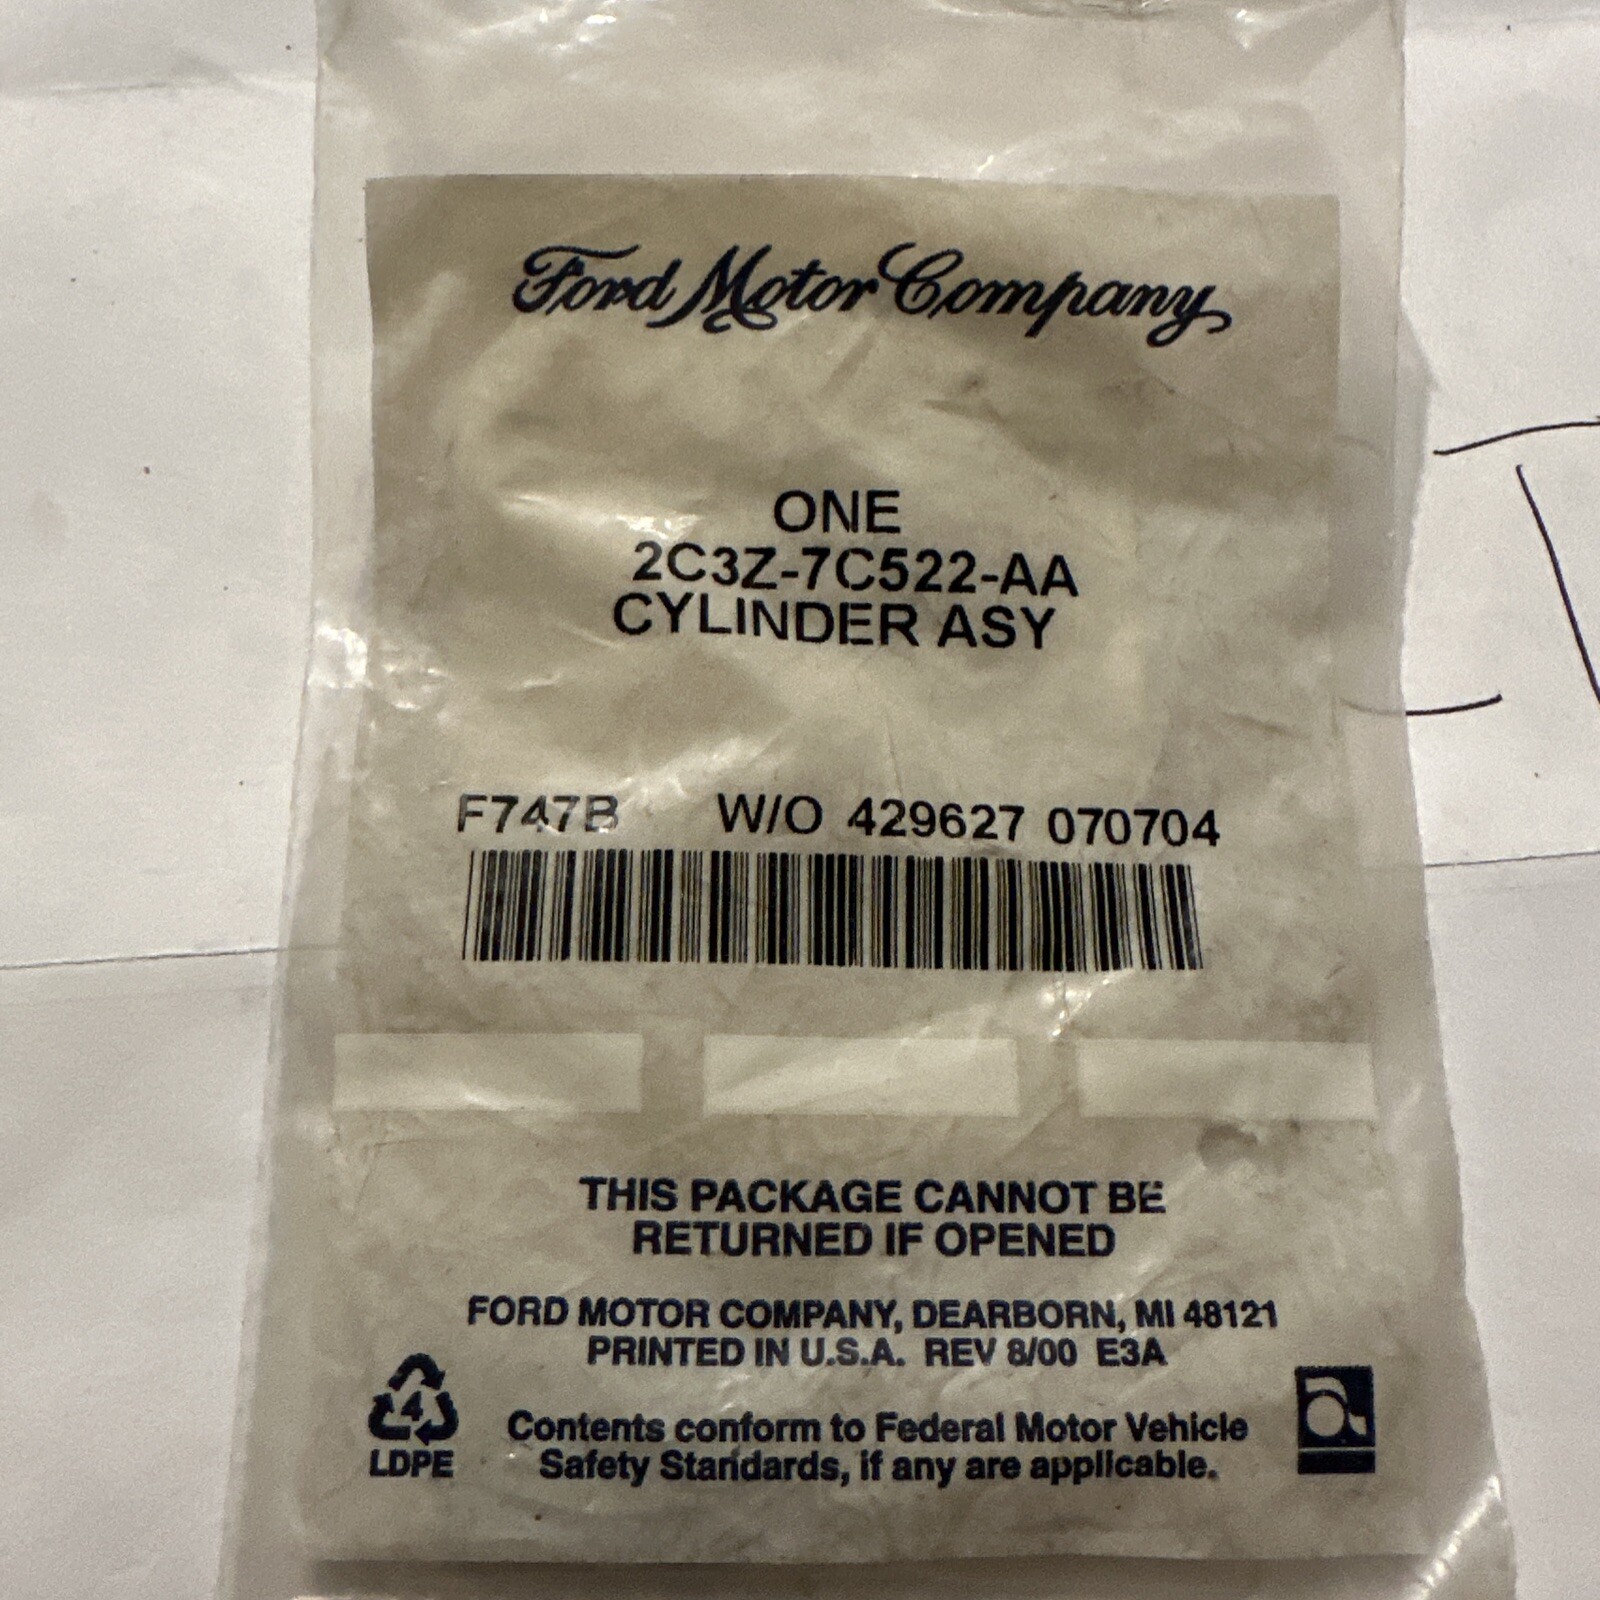 Ford Motor Company
ONE
2C3Z-7C522-AA
CYLINDER ASY
F747B W/O 429627 070704
THIS PACKAGE CANNOT BE
RETURNED IF OPENED
FORD MOTOR COMPANY, DEARBORN, MI 48121
PRINTED IN U.S.A. REV 8/00 E3A
4
LDPE
Contents conform to Federal Motor Vehicle
Safety Standards, if any are applicable.